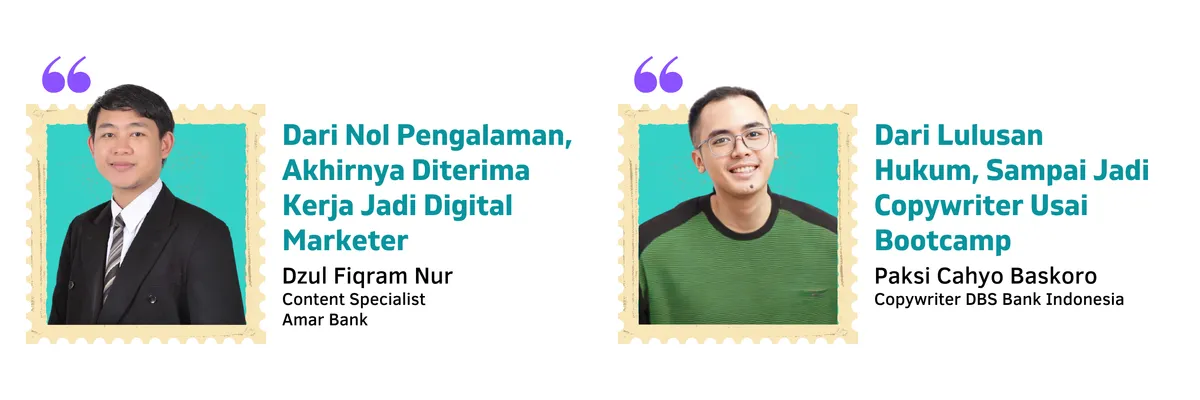 Dari Nol Pengalaman,
Akhirnya Diterima
Kerja Jadi Digital
Marketer
Dzul Fiqram Nur
Content Specialist
Amar Bank
Dari Lulusan
Hukum, Sampai Jadi
Copywriter Usai
Bootcamp
Paksi Cahyo Baskoro
Copywriter DBS Bank Indonesia